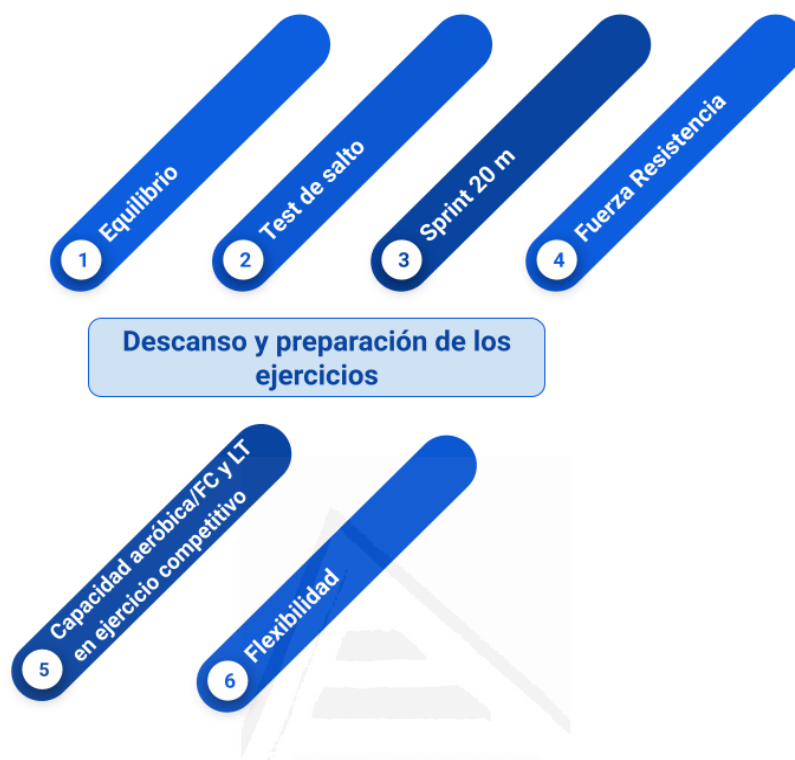 1 Equilibrio
2 Test de salto
3 Sprint 20 m
4 Fuerza Resistencia
Descanso y preparación de los
ejercicios
5 Capacidad aeróbica/FC y LT
en ejercicio competitivo
6 Flexibilidad